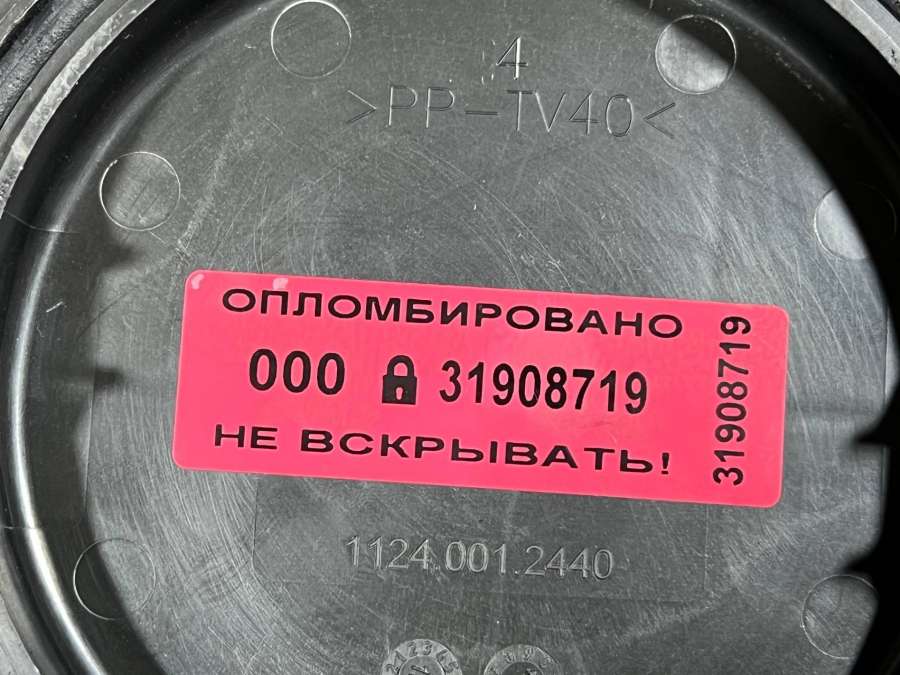 4
>PP-TV40<
ОПЛОМБИРОВАНО
000 31908719
НЕ ВСКРЫВАТЬ!
31908719
1124.001.2440